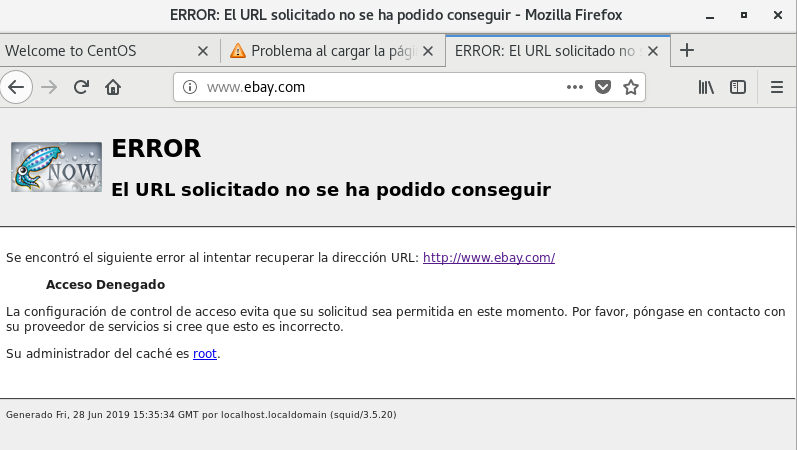 ERROR: El URL solicitado no se ha podido conseguir - Mozilla Firefox
Welcome to CentOS
Problema al cargar la pági
ERROR: El URL solicitado no
www.ebay.com
NOW
ERROR
El URL solicitado no se ha podido conseguir
Se encontró el siguiente error al intentar recuperar la dirección URL: http://www.ebay.com/
Acceso Denegado
La configuración de control de acceso evita que su solicitud sea permitida en este momento. Por favor, póngase en contacto con
su proveedor de servicios si cree que esto es incorrecto.
Su administrador del caché es root.
Generado Fri, 28 Jun 2019 15:35:34 GMT por localhost.localdomain (squid/3.5.20)